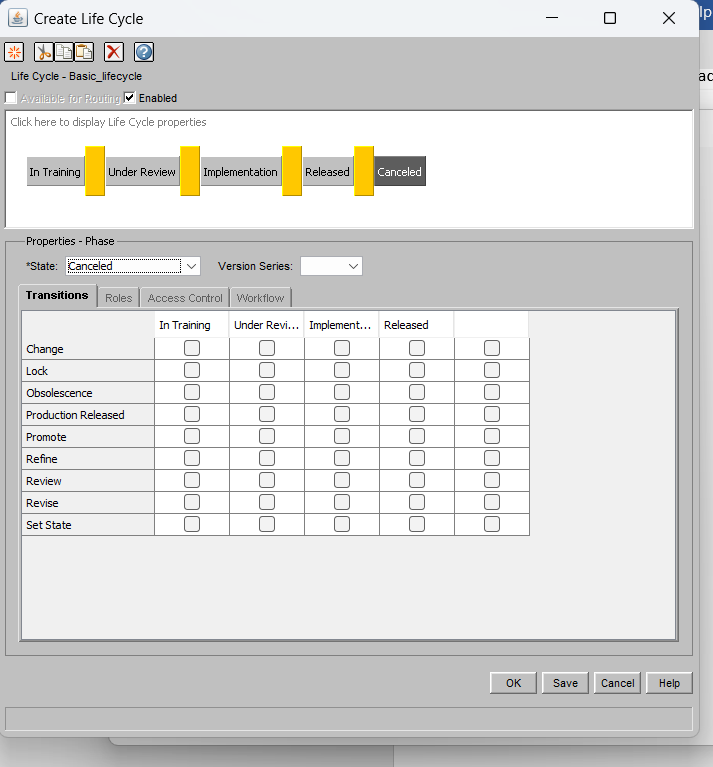 Create Life Cycle
lp
Life Cycle - Basic_lifecycle
Available for Routing Enabled
Click here to display Life Cycle properties
In Training Under Review Implementation Released Canceled
Properties - Phase
*State: Canceled Version Series:
Transitions Roles Access Control Workflow
In Training Under Revi... Implement... Released
Change
Lock
Obsolescence
Production Released
Promote
Refine
Review
Revise
Set State
OK Save Cancel Help